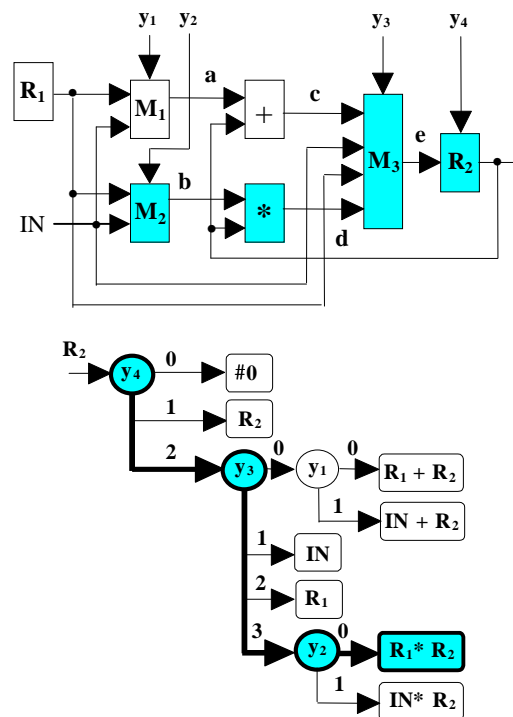 y₁ y₂ y₃ y₄
R₁ M₁ a + c
M₃ e R₂
IN M₂ b * d
R₂ y₄ 0 #0
1 R₂
2 y₃ 0 y₁ 0 R₁ + R₂
1 IN + R₂
1 IN
2 R₁
3 y₂ 0 R₁* R₂
1 IN* R₂